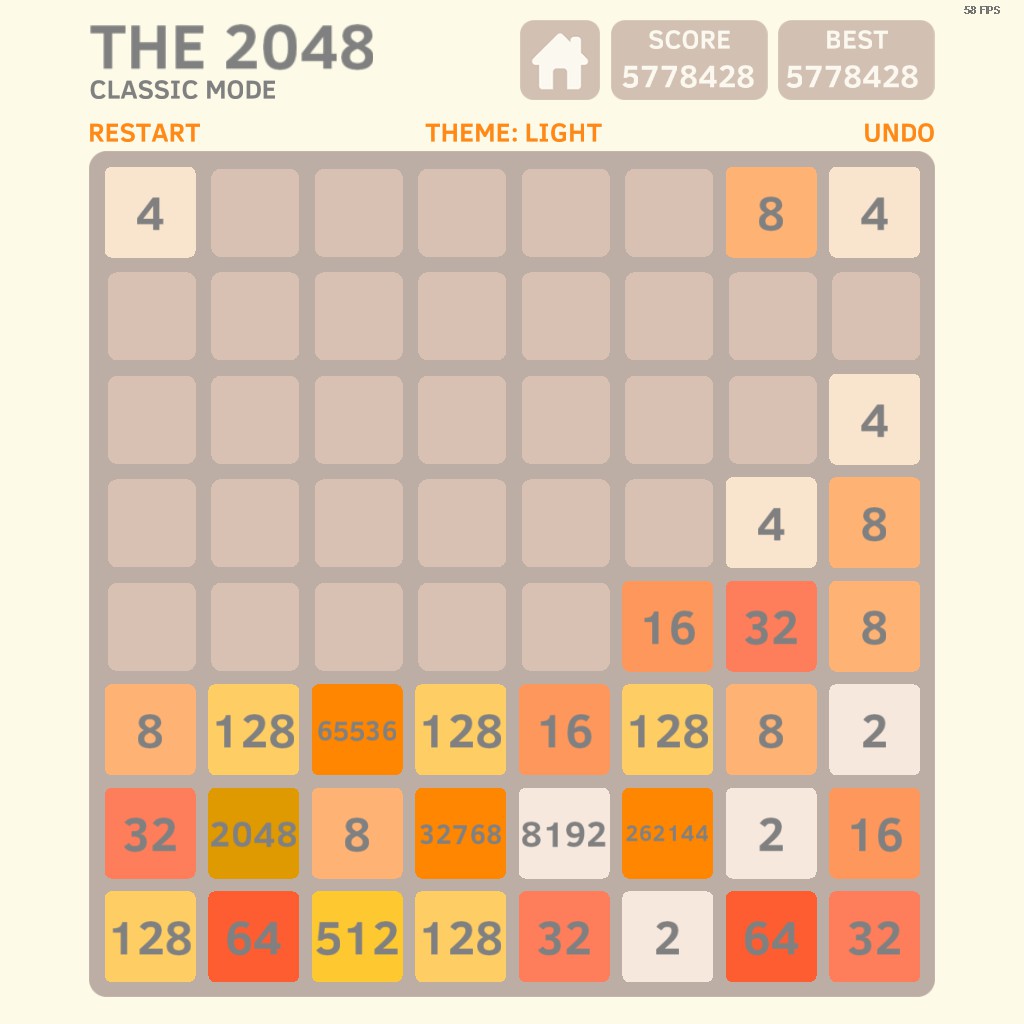 58 FPS
THE 2048
CLASSIC MODE
SCORE
5778428
BEST
5778428
RESTART THEME: LIGHT UNDO
4 8 4
4
4 8
16 32 8
8 128 65536 128 16 128 8 2
32 2048 8 32768 8192 262144 2 16
128 64 512 128 32 2 64 32